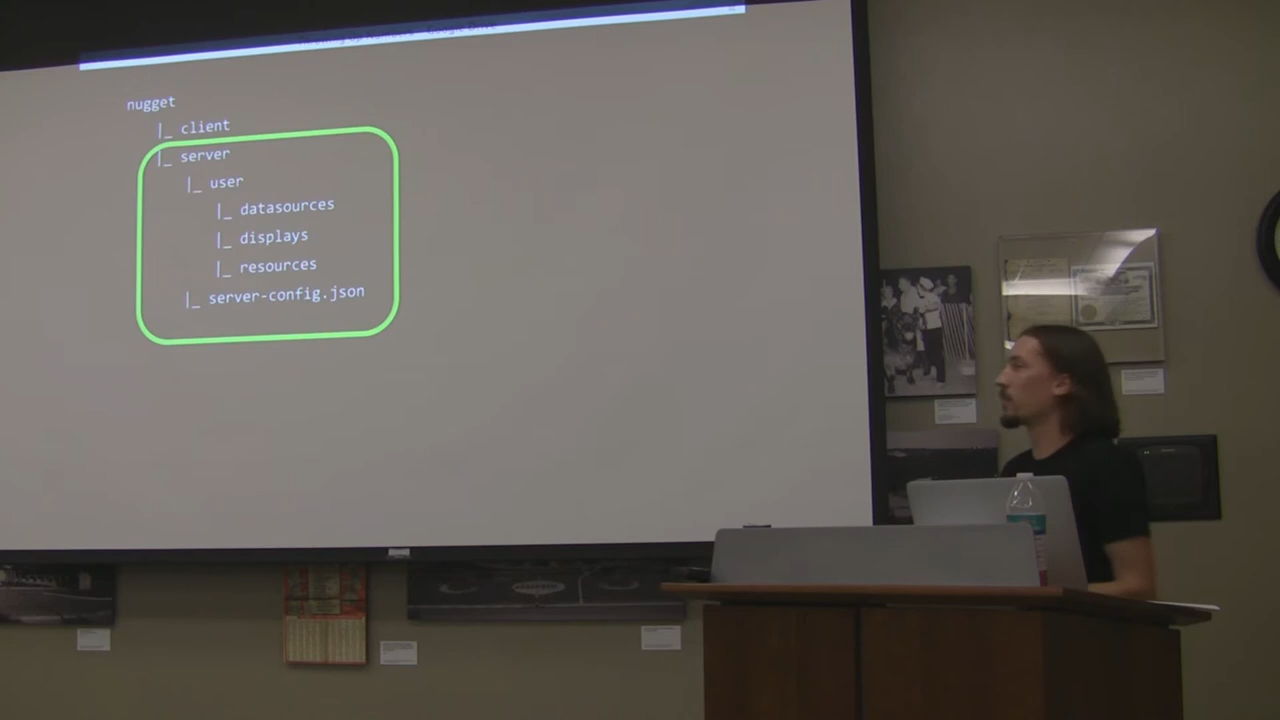 nugget
|_ client
|_ server
|_ user
|_ datasources
|_ displays
|_ resources
|_ server-config.json